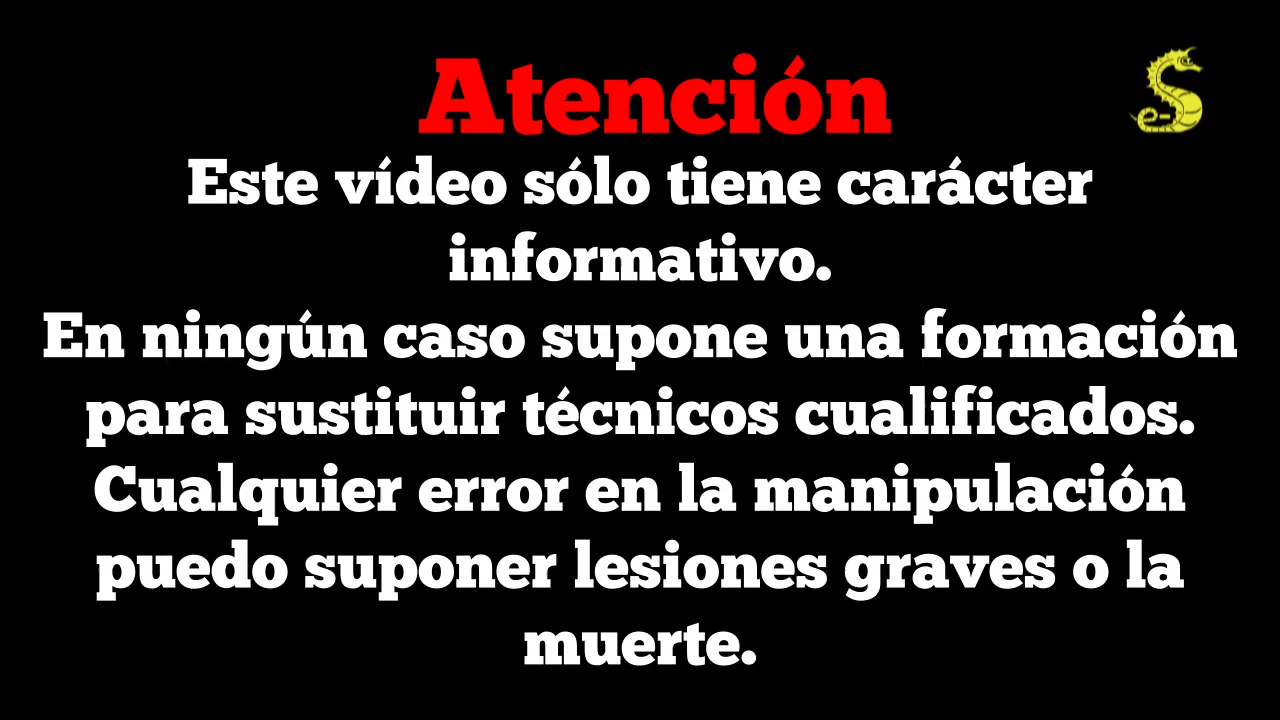 Atención
Este vídeo sólo tiene carácter
informativo.
En ningún caso supone una formación
para sustituir técnicos cualificados.
Cualquier error en la manipulación
puedo suponer lesiones graves o la
muerte.